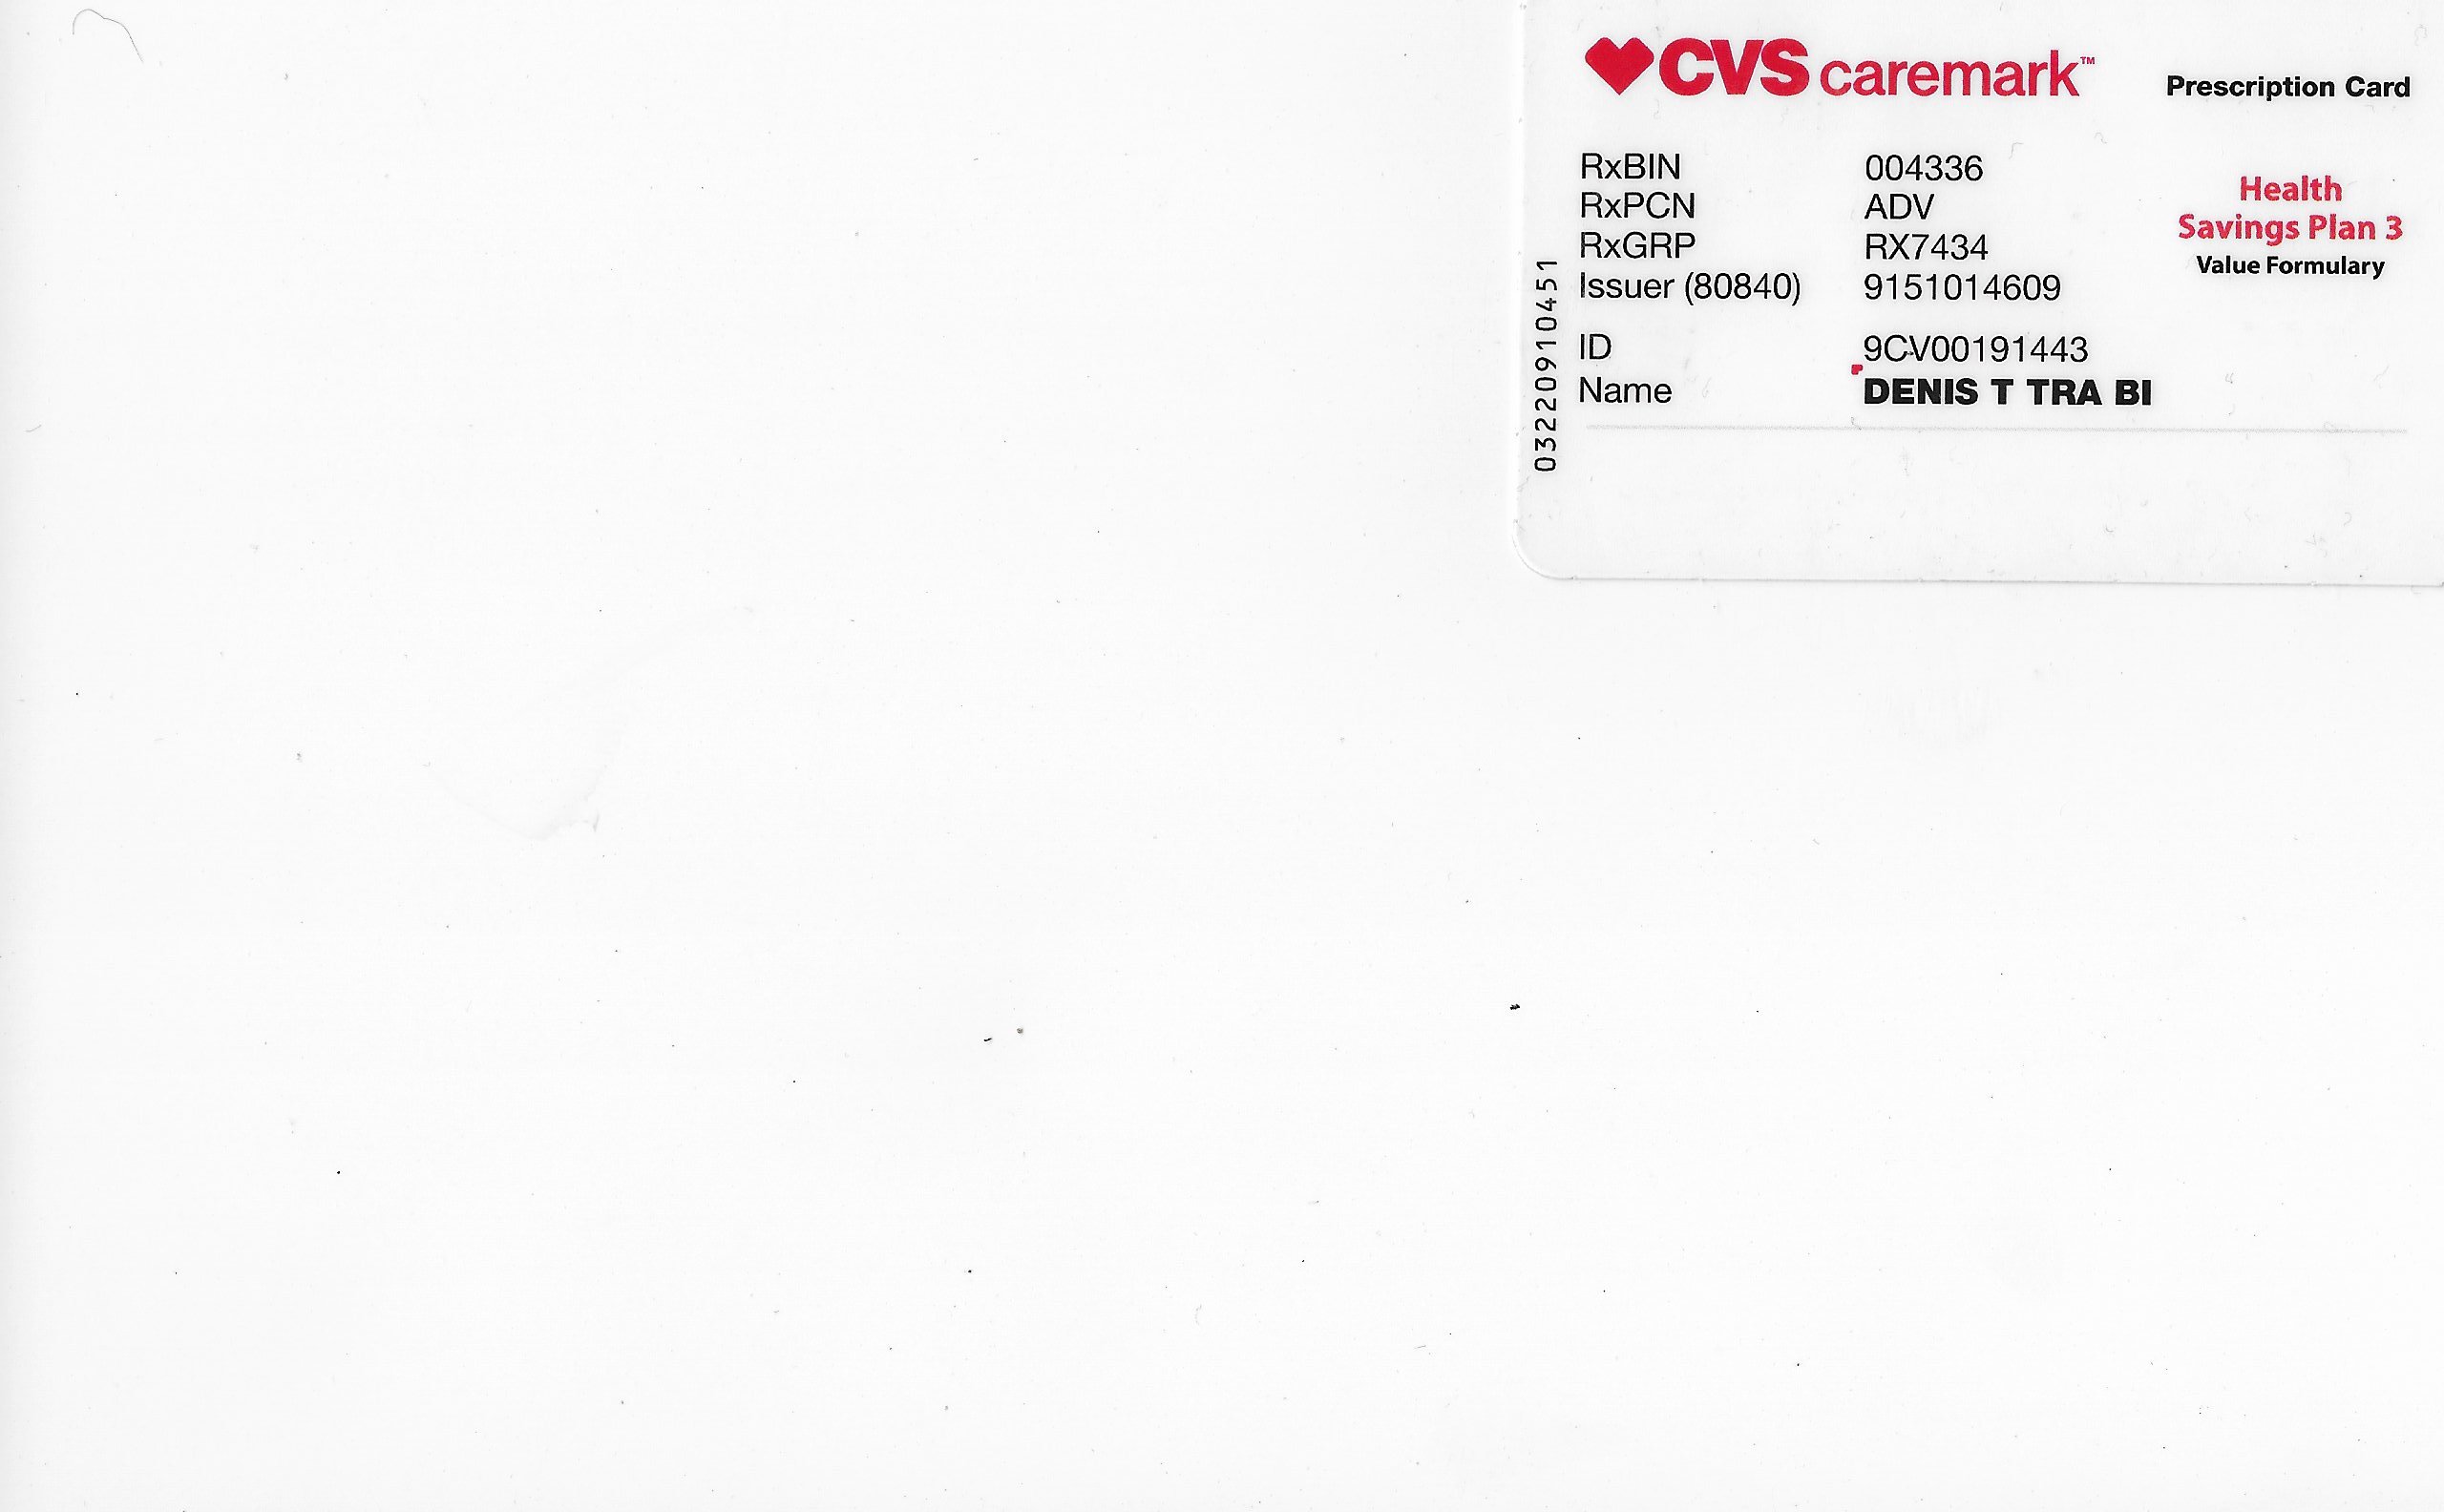 CVS caremark™ Prescription Card
RxBIN 004336
RxPCN ADV
RxGRP RX7434
Issuer (80840) 9151014609
Health
Savings Plan 3
Value Formulary
ID 9CV00191443
Name DENIS T TRA BI
03220910451